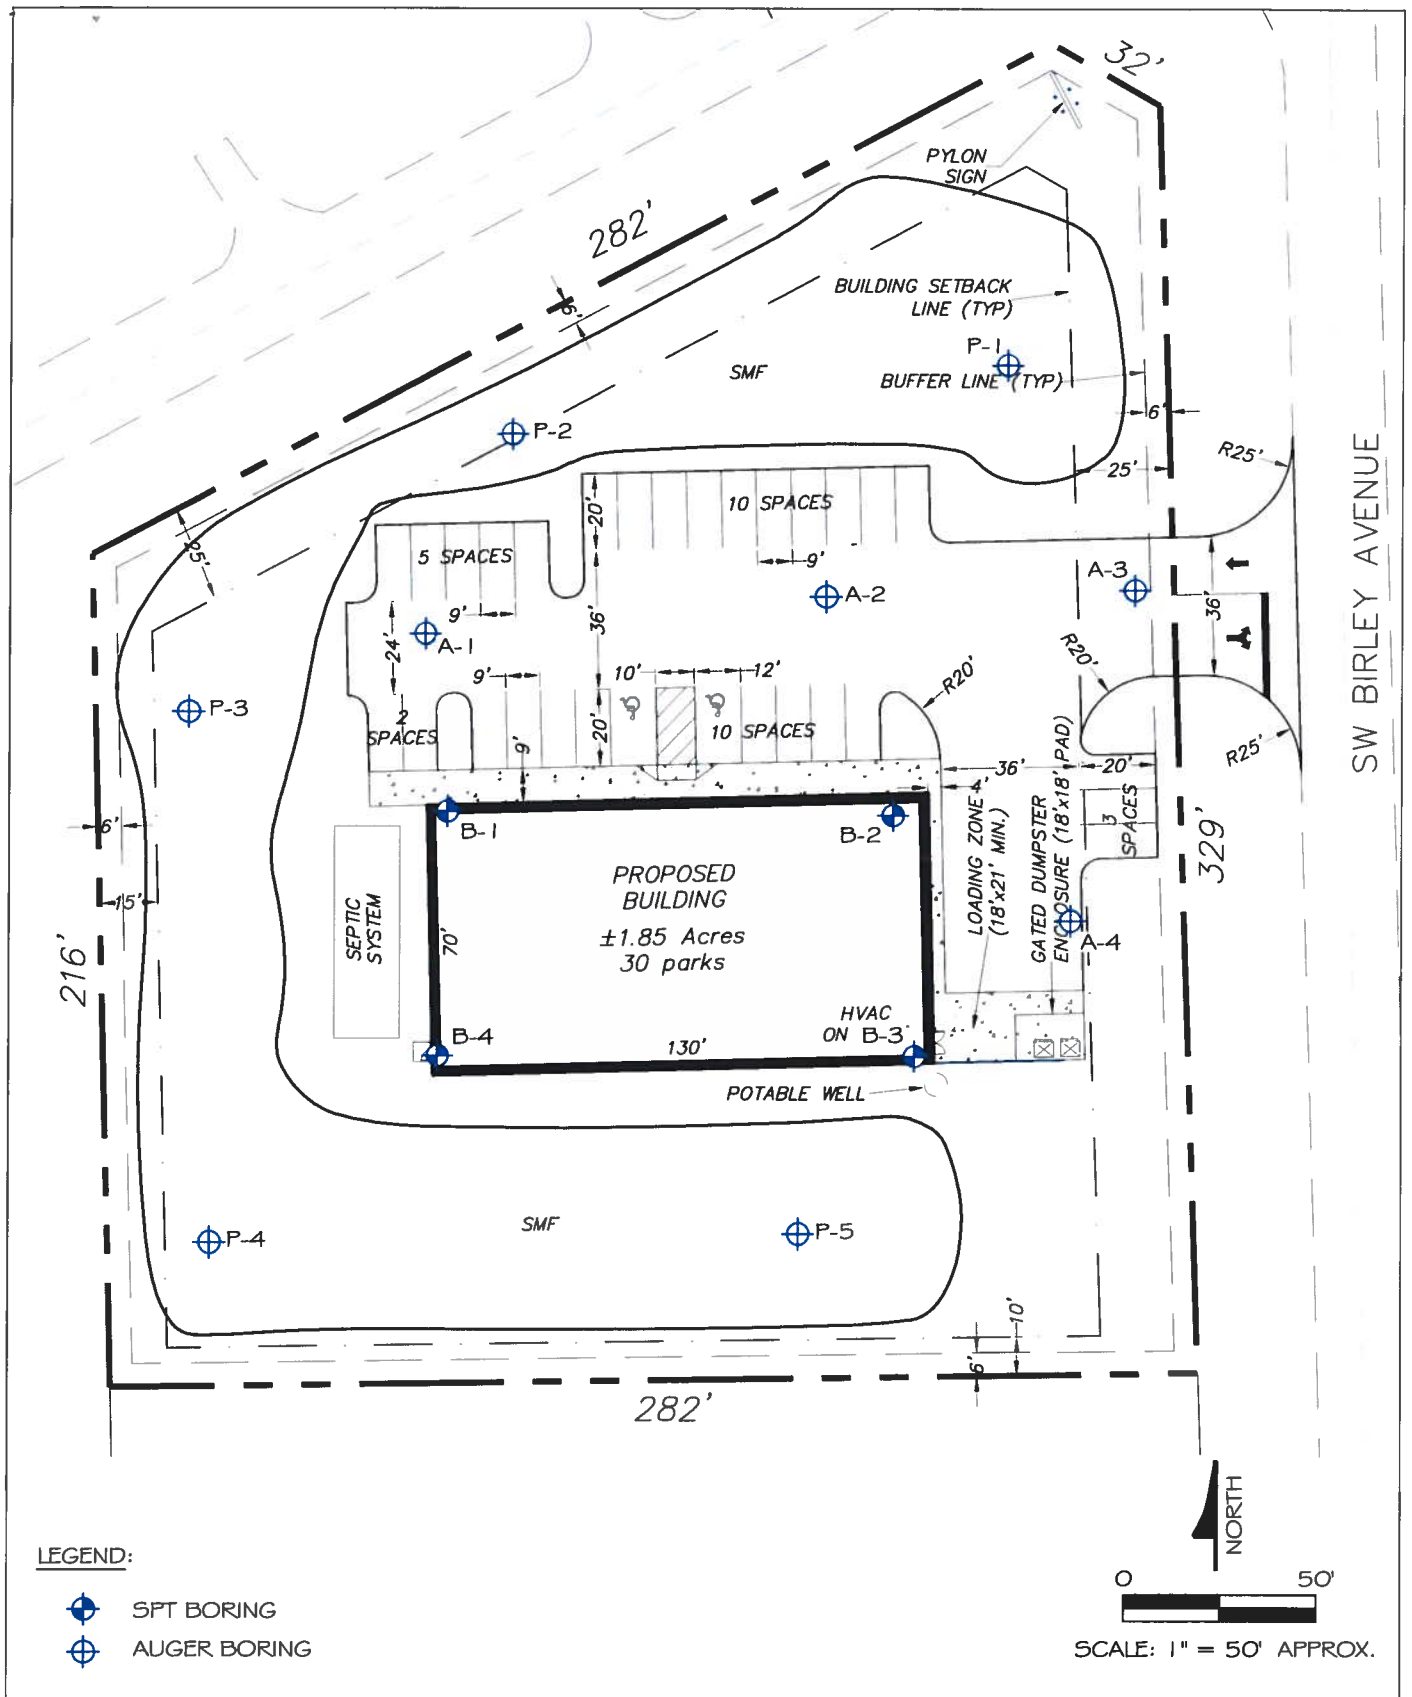 32'
PYLON
SIGN
282'
BUILDING SETBACK
LINE (TYP)
6'
P-1
SMF
BUFFER LINE (TYP)
6'
P-2
25'
R25'
SW BIRLEY AVENUE
10 SPACES
20'
25'
5 SPACES
9'
A-3
A-2
9'
36'
36'
A-1
24'
R20'
10'
12'
9'
R20'
P-3
2
SPACES
20'
10 SPACES
9'
R25'
36'
20'
4'
B-1
B-2
6'
LOADING ZONE
(18'x21' MIN.)
GATED DUMPSTER
ENCLOSURE (18'x18' PAD)
3
SPACES
329'
PROPOSED
BUILDING
±1.85 Acres
30 parks
15'
SEPTIC
SYSTEM
70'
A-4
216'
HVAC
ON
B-3
B-4
130'
POTABLE WELL
P-4
SMF
P-5
10'
6'
282'
NORTH
LEGEND:
SPT BORING
AUGER BORING
0 50'
SCALE: 1" = 50' APPROX.